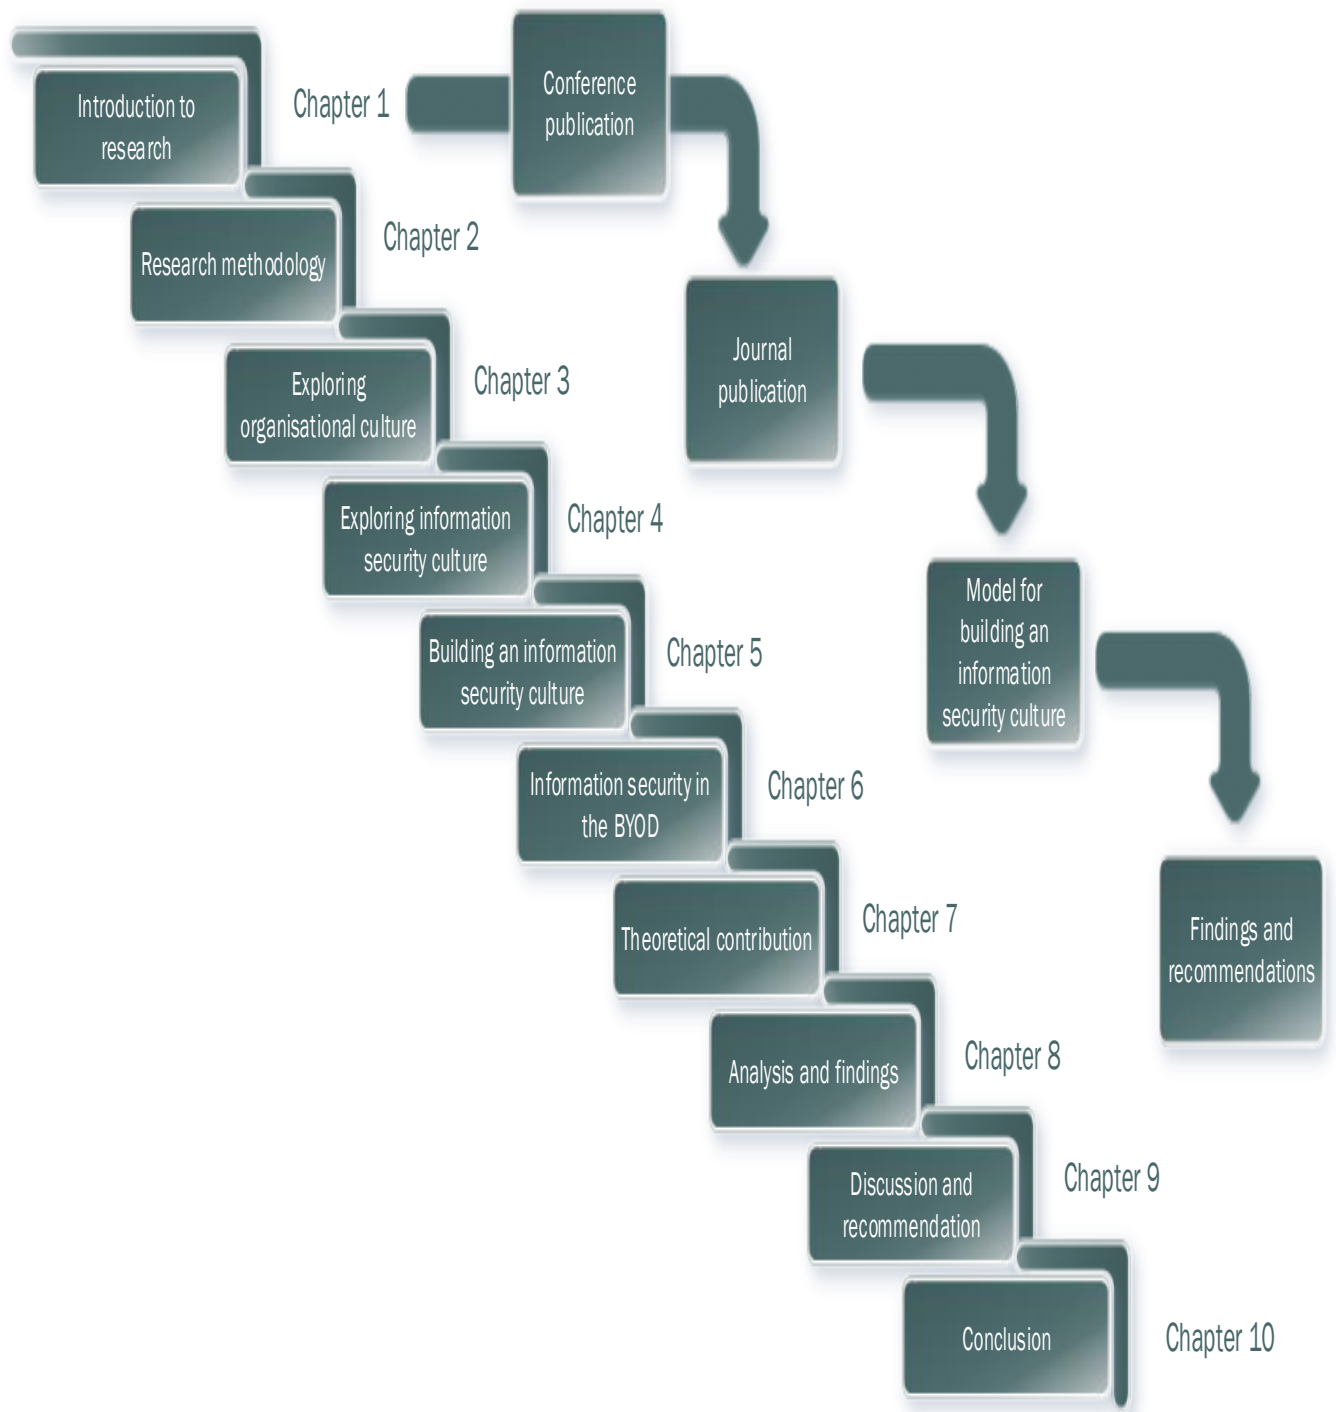 Introduction to
research
Chapter 1
Conference
publication
Research methodology
Chapter 2
Exploring
organisational culture
Chapter 3
Journal
publication
Exploring information
security culture
Chapter 4
Building an information
security culture
Chapter 5
Model for
building an
information
security culture
Information security in
the BYOD
Chapter 6
Theoretical contribution
Chapter 7
Findings and
recommendations
Analysis and findings
Chapter 8
Discussion and
recommendation
Chapter 9
Conclusion
Chapter 10